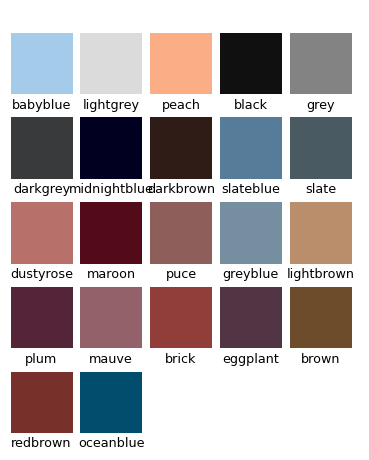 babyblue lightgrey peach black grey
darkgrey midnightblue darkbrown slateblue slate
dustyrose maroon puce greyblue lightbrown
plum mauve brick eggplant brown
redbrown oceanblue